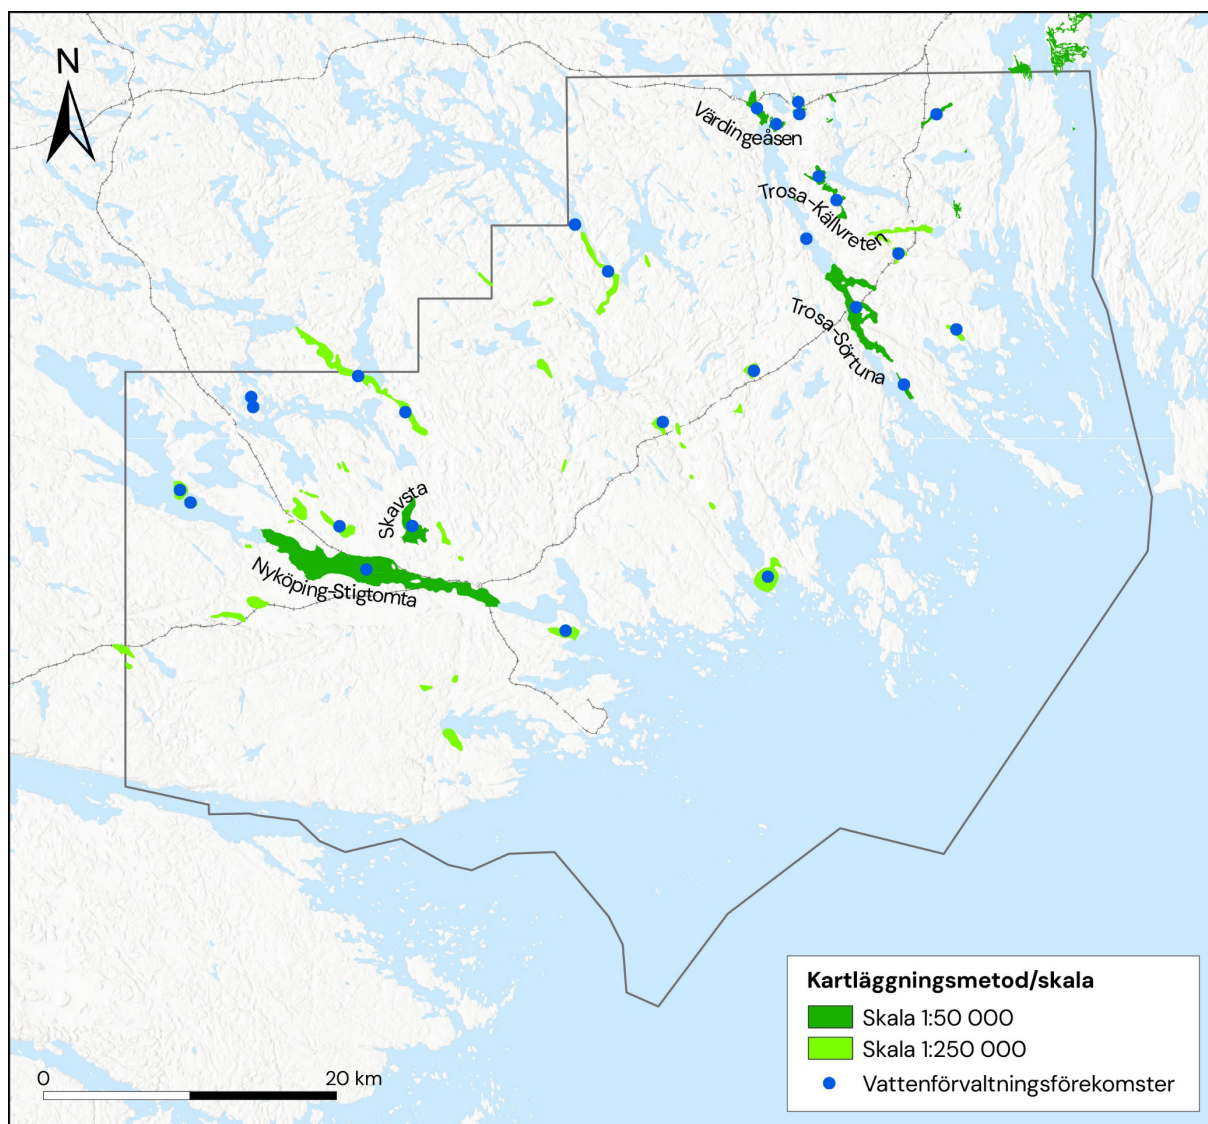 N
Värdingeåsen
Trosa-Källvreten
Trosa-Sörtuna
Skavsta
Nyköping-Stigtomta
Kartläggningsmetod/skala
Skala 1:50 000
Skala 1:250 000
Vattenförvaltningsförekomster
0 20 km